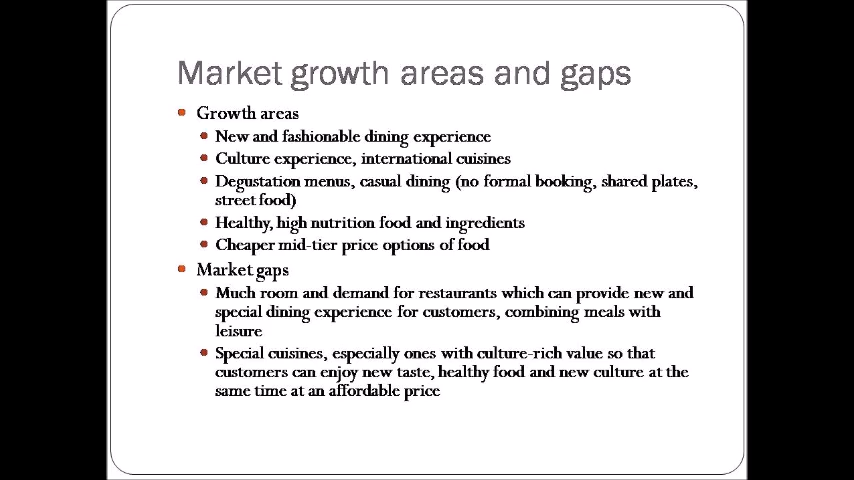 Market growth areas and gaps
Growth areas
New and fashionable dining experience
Culture experience, international cuisines
Degustation menus, casual dining (no formal booking, shared plates,
street food)
Healthy, high nutrition food and ingredients
Cheaper mid-tier price options of food
Market gaps
Much room and demand for restaurants which can provide new and
special dining experience for customers, combining meals with
leisure
Special cuisines, especially ones with culture-rich value so that
customers can enjoy new taste, healthy food and new culture at the
same time at an affordable price